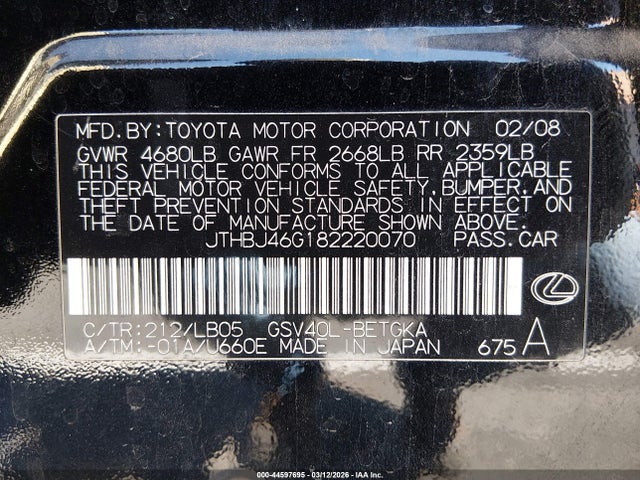 MFD. BY: TOYOTA MOTOR CORPORATION 02/08
GVWR 4680LB GAWR FR 2668LB RR 2359LB
THIS VEHICLE CONFORMS TO ALL APPLICABLE
FEDERAL MOTOR VEHICLE SAFETY, BUMPER, AND
THEFT PREVENTION STANDARDS IN EFFECT ON
THE DATE OF MANUFACTURE SHOWN ABOVE.
JTHBJ46G182220070 PASS. CAR
C/TR: 212/LB05 GSV40L-BETGKA
A/TM: -01A/U660E MADE IN JAPAN 675 A
000-44597695 - 03/12/2026 - IAA Inc.